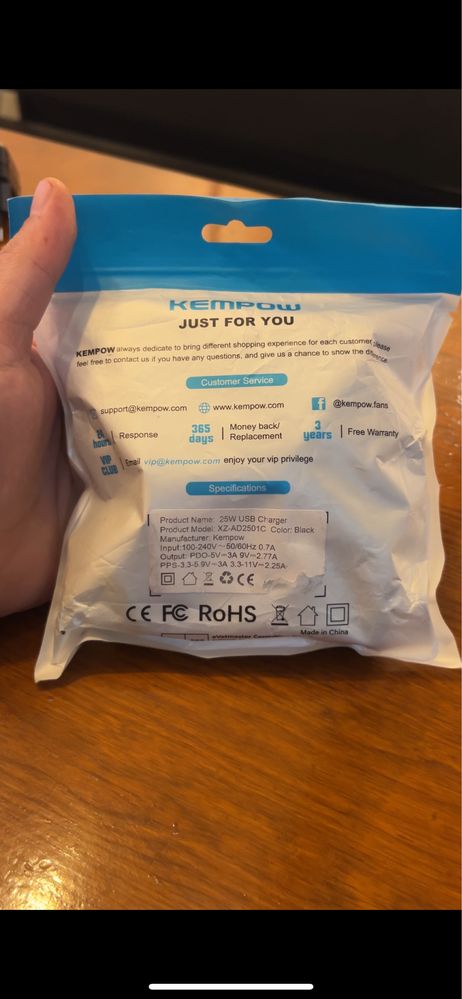 KEMPOW
JUST FOR YOU
KEMPOW always dedicate to bring different shopping experience for each customer, please
feel free to contact us if you have any questions, and give us a chance to show the difference
Customer Service
support@kempow.com www.kempow.com @kempow.fans
24 hours Response 365 days Money back/ Replacement 3 years Free Warranty
VIP CLUB Email vip@kempow.com enjoy your vip privilege
Specifications
Product Name: 25W USB Charger
Product Model: XZ-AD2501C Color: Black
Manufacturer: Kempow
Input:100-240V~50/60Hz 0.7A
Output: PDO-5V⎓3A 9V⎓2.77A
PPS-3.3-5.9V⎓3A 3.3-11V⎓2.25A
CE
CE FC RoHS
Made in China